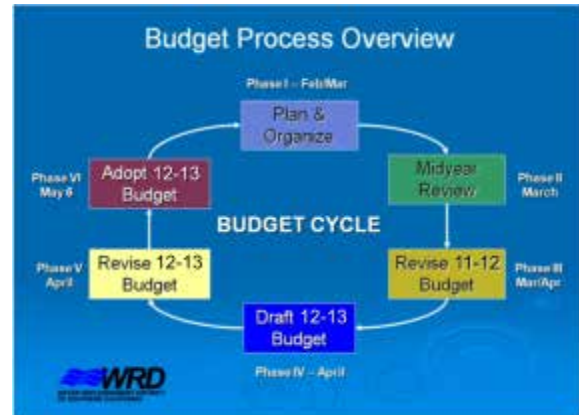 Budget Process Overview
Phase I – Feb/Mar
Plan &
Organize
Phase II
March
Midyear
Review
Phase III
Mar/Apr
Revise 11-12
Budget
Phase IV – April
Draft 12-13
Budget
Phase V
April
Revise 12-13
Budget
Phase VI
May 6
Adopt 12-13
Budget
BUDGET CYCLE
WRD